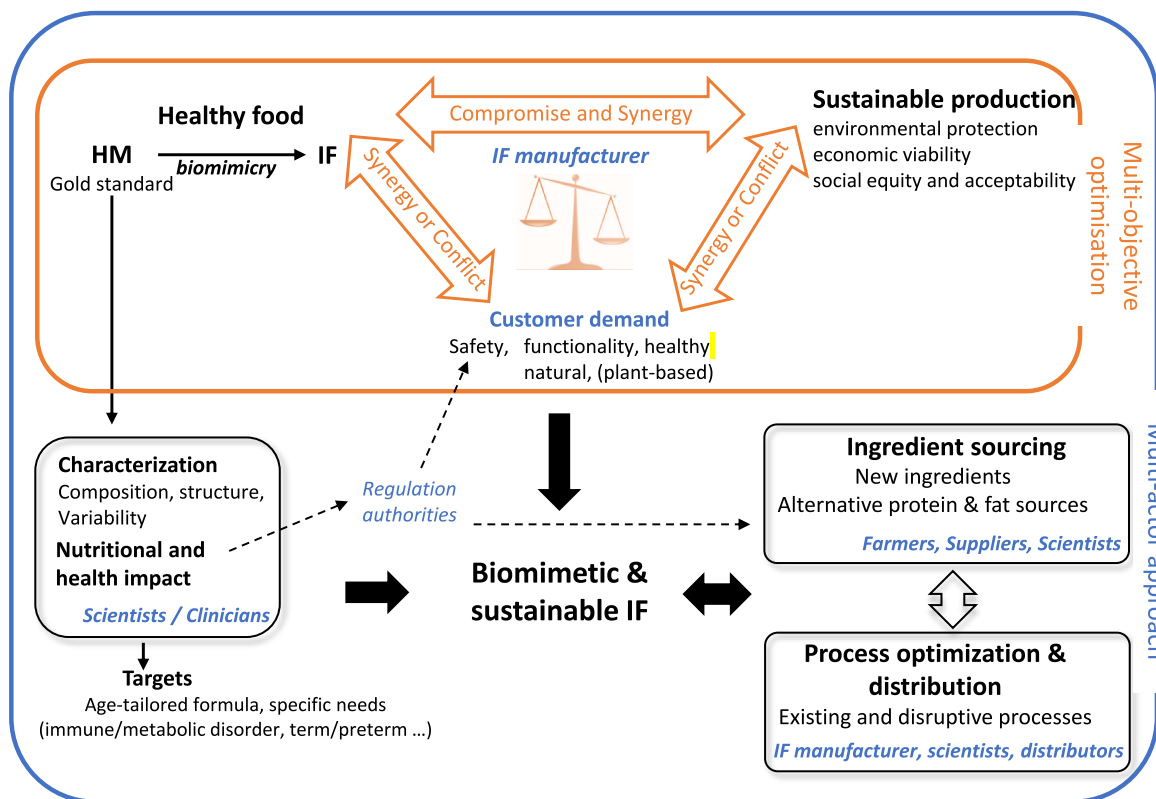 Healthy food
HM
biomimicry
IF
Gold standard
Compromise and Synergy
IF manufacturer
Synergy or Conflict
Synergy or Conflict
Sustainable production
environmental protection
economic viability
social equity and acceptability
Multi-objective
optimisation
Customer demand
Safety, functionality, healthy
natural, (plant-based)
Characterization
Composition, structure,
Variability
Nutritional and
health impact
Scientists / Clinicians
Regulation
authorities
Targets
Age-tailored formula, specific needs
(immune/metabolic disorder, term/preterm …)
Biomimetic &
sustainable IF
Ingredient sourcing
New ingredients
Alternative protein & fat sources
Farmers, Suppliers, Scientists
Process optimization &
distribution
Existing and disruptive processes
IF manufacturer, scientists, distributors
Multi-actor approach